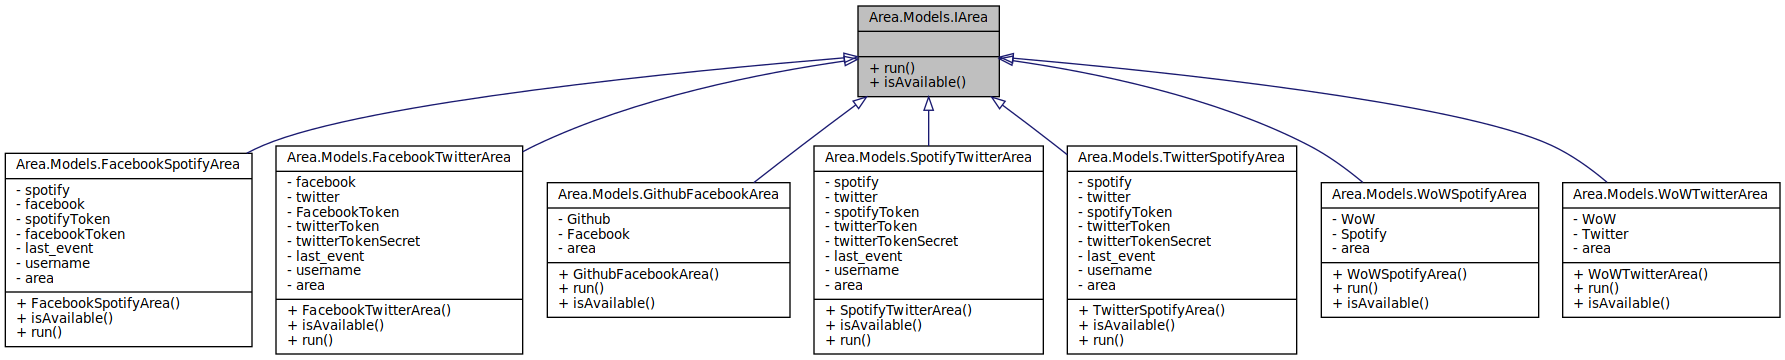 Area.Models.IArea
+ run()
+ isAvailable()
Area.Models.FacebookSpotifyArea
- spotify
- facebook
- spotifyToken
- facebookToken
- last_event
- username
- area
+ FacebookSpotifyArea()
+ isAvailable()
+ run()
Area.Models.FacebookTwitterArea
- facebook
- twitter
- FacebookToken
- twitterToken
- twitterTokenSecret
- last_event
- username
- area
+ FacebookTwitterArea()
+ isAvailable()
+ run()
Area.Models.GithubFacebookArea
- Github
- Facebook
- area
+ GithubFacebookArea()
+ run()
+ isAvailable()
Area.Models.SpotifyTwitterArea
- spotify
- twitter
- spotifyToken
- twitterToken
- twitterTokenSecret
- last_event
- username
- area
+ SpotifyTwitterArea()
+ isAvailable()
+ run()
Area.Models.TwitterSpotifyArea
- spotify
- twitter
- spotifyToken
- twitterToken
- twitterTokenSecret
- last_event
- username
- area
+ TwitterSpotifyArea()
+ isAvailable()
+ run()
Area.Models.WoWSpotifyArea
- WoW
- Spotify
- area
+ WoWSpotifyArea()
+ run()
+ isAvailable()
Area.Models.WoWTwitterArea
- WoW
- Twitter
- area
+ WoWTwitterArea()
+ run()
+ isAvailable()